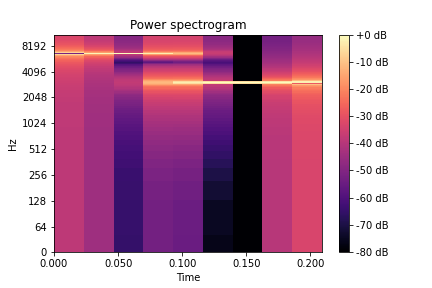 Power spectrogram
8192
4096
2048
1024
512
256
128
64
0
Hz
0.000 0.050 0.100 0.150 0.200
Time
+0 dB
-10 dB
-20 dB
-30 dB
-40 dB
-50 dB
-60 dB
-70 dB
-80 dB